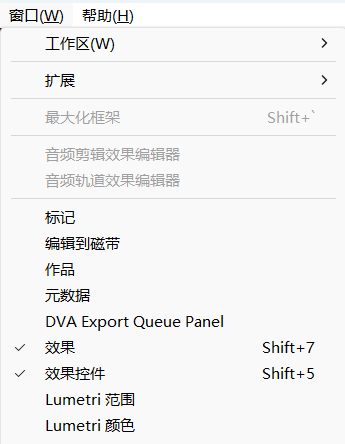 窗口(W) 帮助(H)
工作区(W)
扩展
最大化框架 Shift+`
音频剪辑效果编辑器
音频轨道效果编辑器
标记
编辑到磁带
作品
元数据
DVA Export Queue Panel
效果 Shift+7
效果控件 Shift+5
Lumetri 范围
Lumetri 颜色